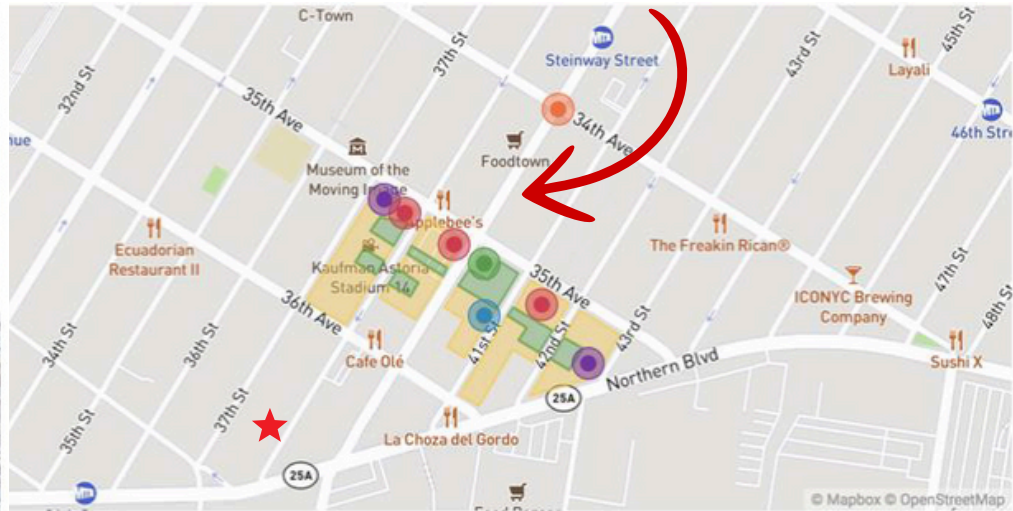 C-Town
37th St
Steinway Street
43rd St
45th St
Layali
32nd St
35th Ave
34th Ave
46th Stre
nue
Museum of the
Moving Image
Foodtown
Applebee's
Ecuadorian
Restaurant II
Kaufman Astoria
Stadium 14
The Freakin Rican®
35th Ave
ICONYC Brewing
Company
47th St
48th St
36th Ave
34th St
36th St
Cafe Olé
41st St
42nd St
43rd St
Northern Blvd
Sushi X
25A
37th St
35th St
La Choza del Gordo
25A
© Mapbox © OpenStreetMap